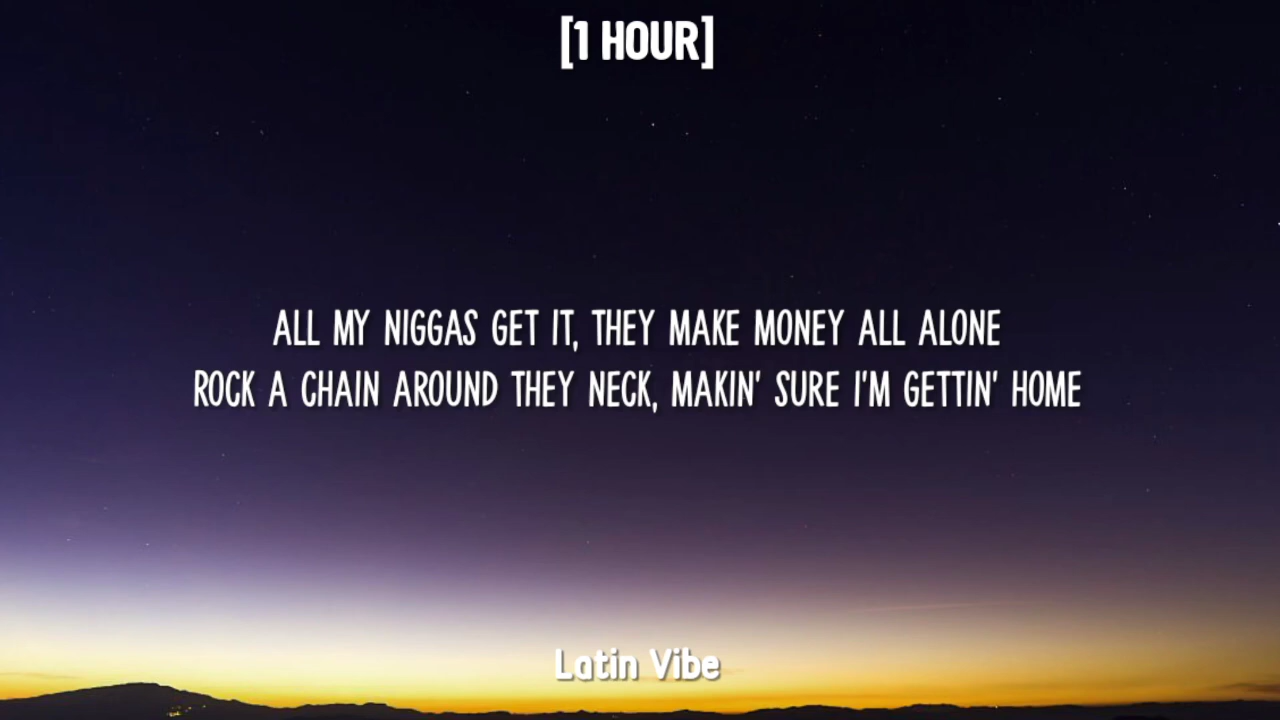 [1 HOUR]
ALL MY NIGGAS GET IT, THEY MAKE MONEY ALL ALONE
ROCK A CHAIN AROUND THEY NECK, MAKIN' SURE I'M GETTIN' HOME
Latin Vibe